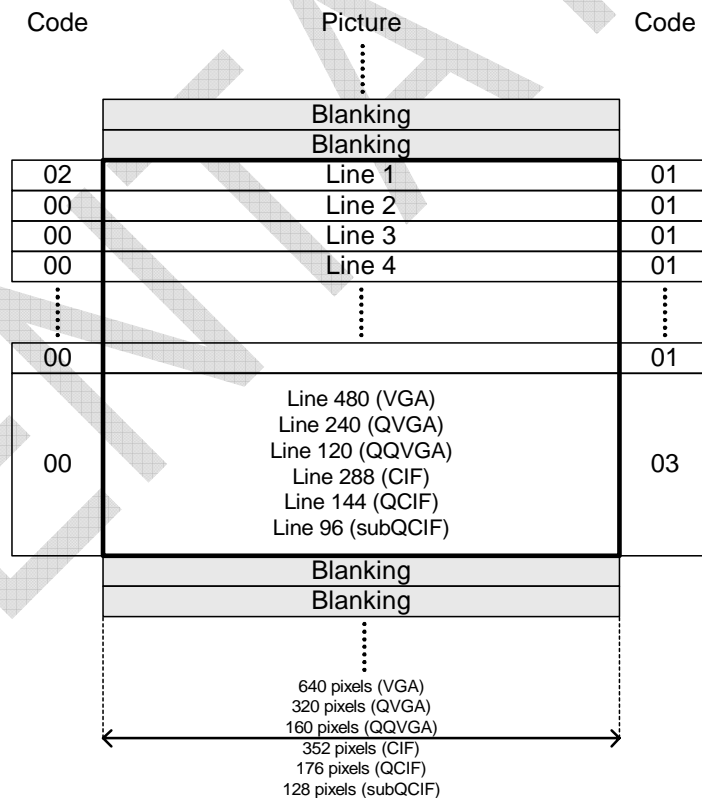 Code Picture Code
Blanking
Blanking
02 Line 1 01
00 Line 2 01
00 Line 3 01
00 Line 4 01
00 01
Line 480 (VGA)
Line 240 (QVGA)
Line 120 (QQVGA)
00 03
Line 288 (CIF)
Line 144 (QCIF)
Line 96 (subQCIF)
Blanking
Blanking
640 pixels (VGA)
320 pixels (QVGA)
160 pixels (QQVGA)
352 pixels (CIF)
176 pixels (QCIF)
128 pixels (subQCIF)